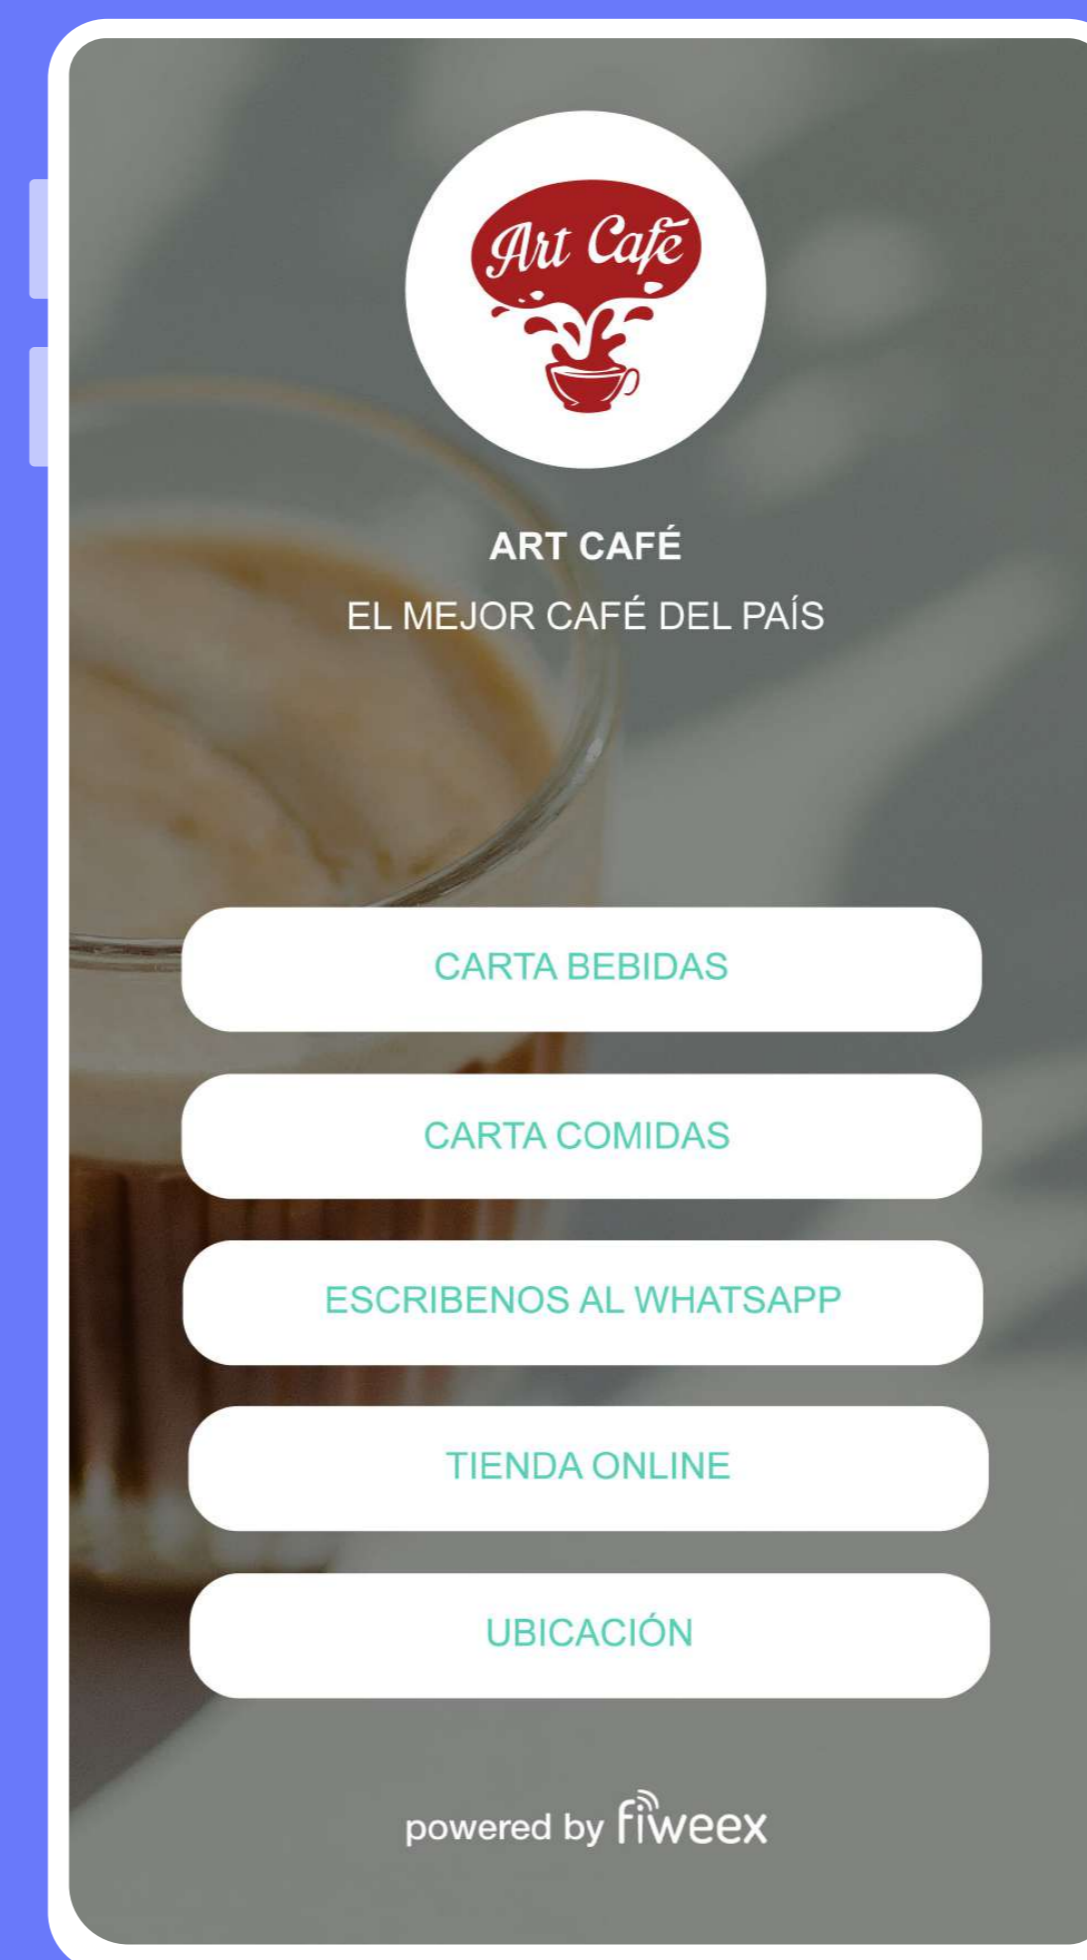 Art Café
ART CAFÉ
EL MEJOR CAFÉ DEL PAÍS
CARTA BEBIDAS
CARTA COMIDAS
ESCRIBENOS AL WHATSAPP
TIENDA ONLINE
UBICACIÓN
powered by fiweex